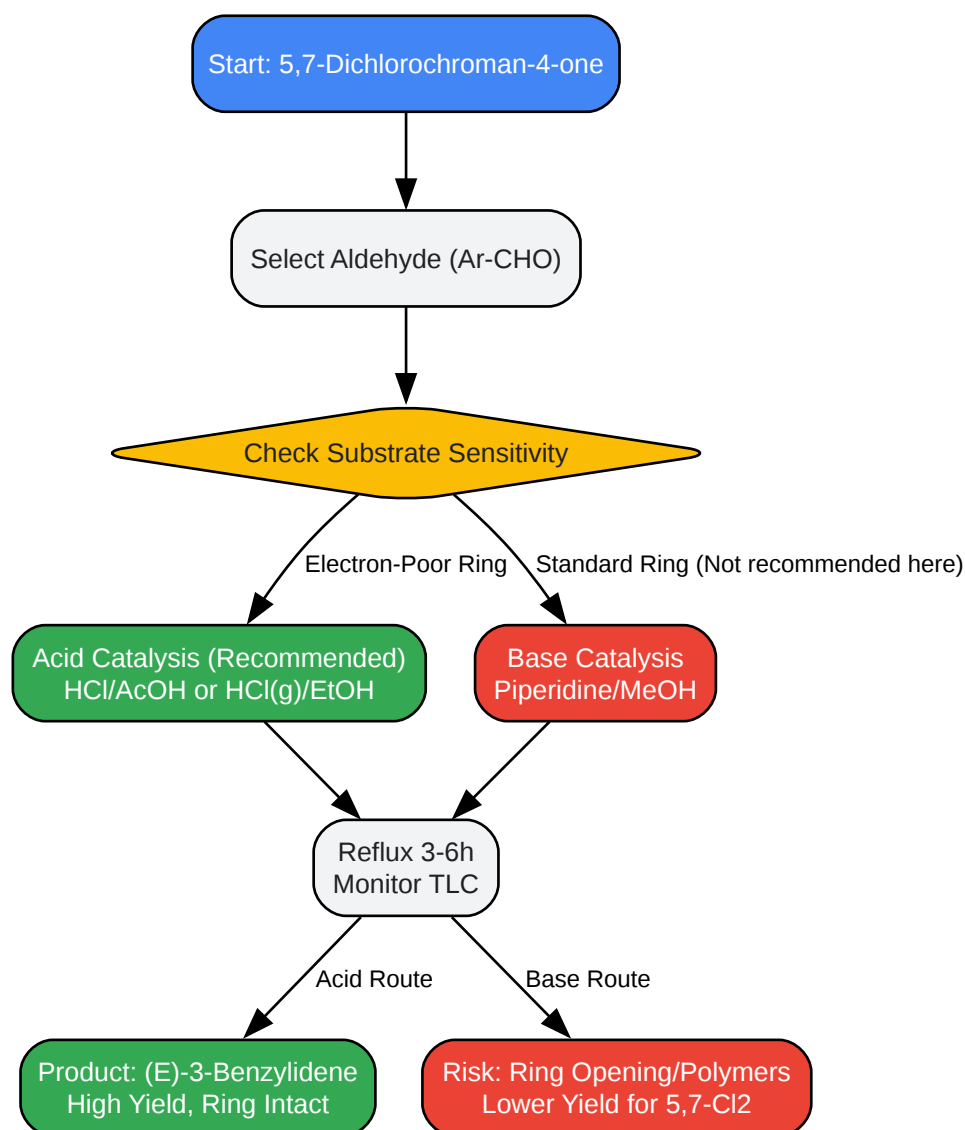 Start: 5,7-Dichlorochroman-4-one
Select Aldehyde (Ar-CHO)
Check Substrate Sensitivity
Electron-Poor Ring
Standard Ring (Not recommended here)
Acid Catalysis (Recommended)
HCl/AcOH or HCl(g)/EtOH
Base Catalysis
Piperidine/MeOH
Reflux 3-6h
Monitor TLC
Acid Route
Base Route
Product: (E)-3-Benzylidene
High Yield, Ring Intact
Risk: Ring Opening/Polymers
Lower Yield for 5,7-Cl2